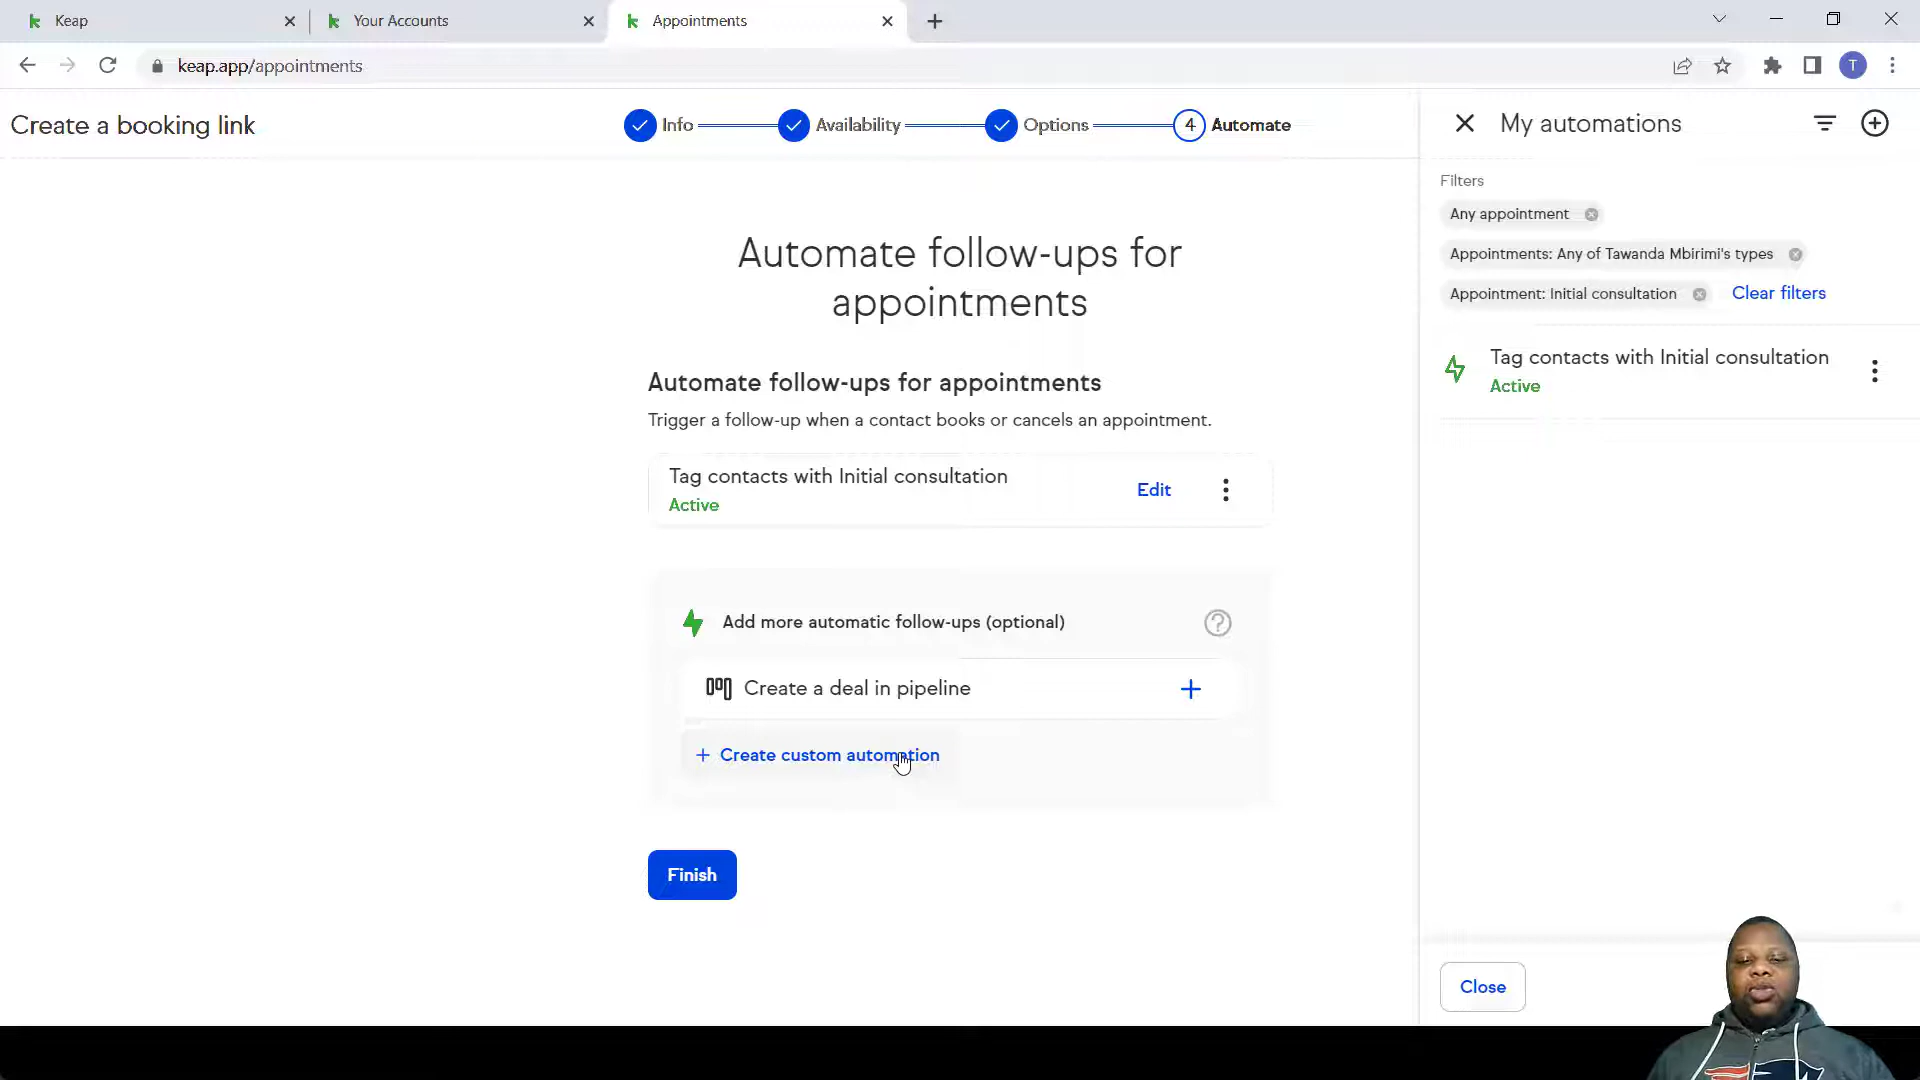 Keap
Your Accounts
Appointments
keap.app/appointments
T
Create a booking link
Info
Availability
Options
4
Automate
Automate follow-ups for
appointments
Automate follow-ups for appointments
Trigger a follow-up when a contact books or cancels an appointment.
Tag contacts with Initial consultation
Active
Edit
Add more automatic follow-ups (optional)
?
Create a deal in pipeline
+ Create custom automation
Finish
My automations
Filters
Any appointment
Appointments: Any of Tawanda Mbirimi's types
Appointment: Initial consultation
Clear filters
Tag contacts with Initial consultation
Active
Close